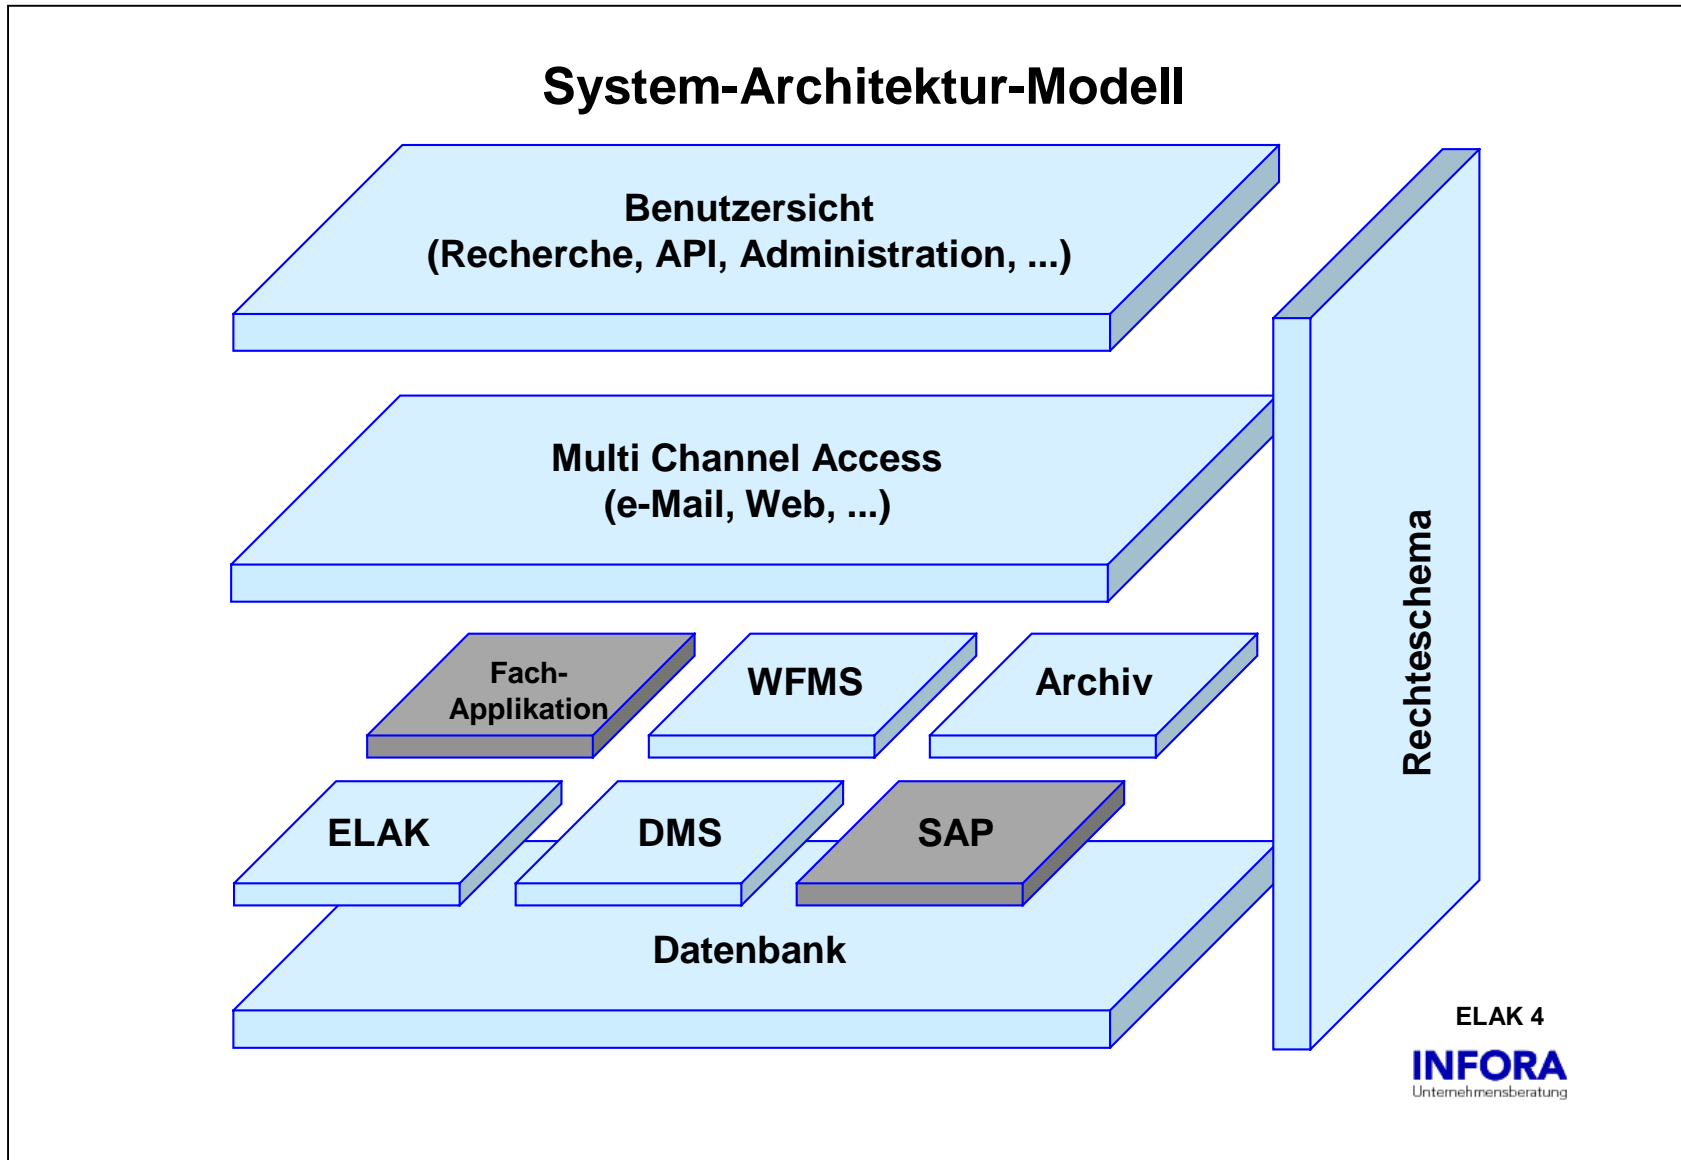 System-Architektur-Modell
Benutzersicht
(Recherche, API, Administration, ...)
Multi Channel Access
(e-Mail, Web, ...)
Fach-
Applikation
WFMS
Archiv
ELAK
DMS
SAP
Datenbank
Rechteschema
ELAK 4
INFORA
Unternehmensberatung